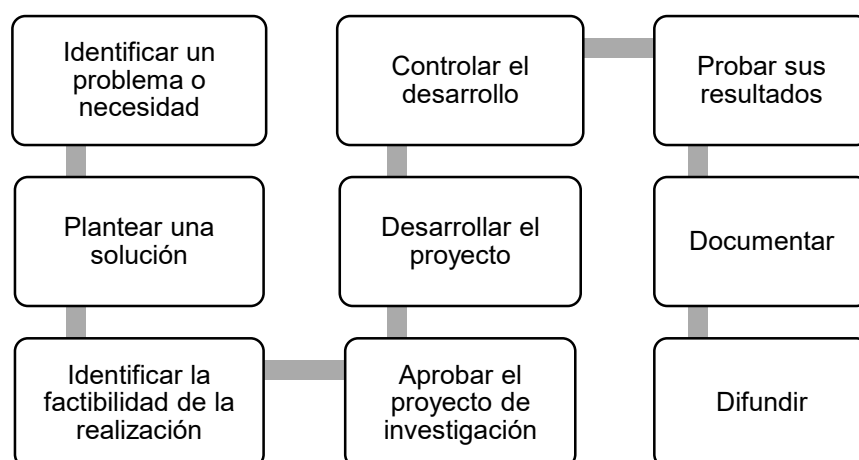 Identificar un
problema o
necesidad
Plantear una
solución
Identificar la
factibilidad de la
realización
Aprobar el
proyecto de
investigación
Desarrollar el
proyecto
Controlar el
desarrollo
Probar sus
resultados
Documentar
Difundir